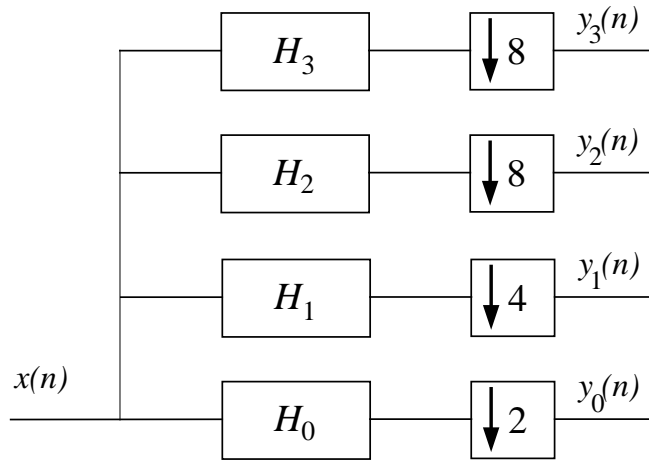 H₃ ↓ 8 y₃(n)
H₂ ↓ 8 y₂(n)
H₁ ↓ 4 y₁(n)
x(n)
H₀ ↓ 2 y₀(n)